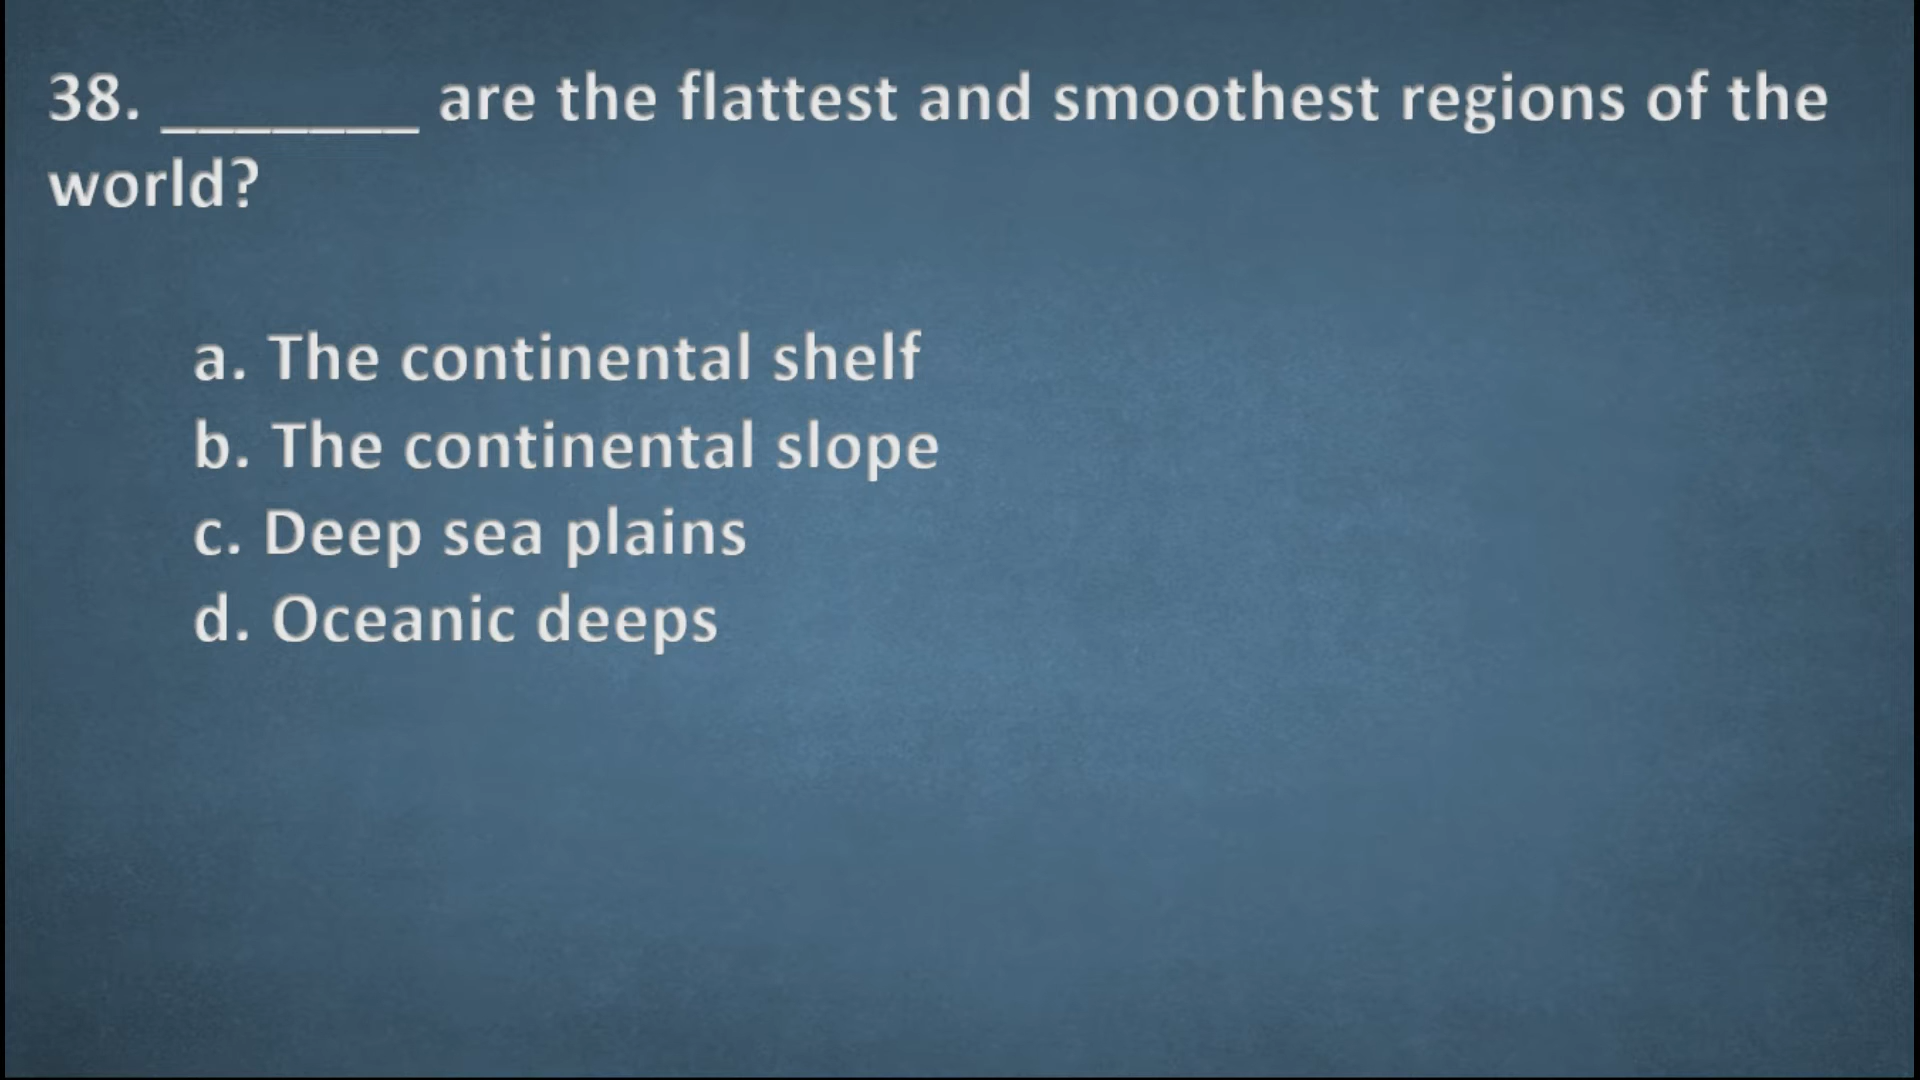 38. _______ are the flattest and smoothest regions of the
world?
a. The continental shelf
b. The continental slope
c. Deep sea plains
d. Oceanic deeps